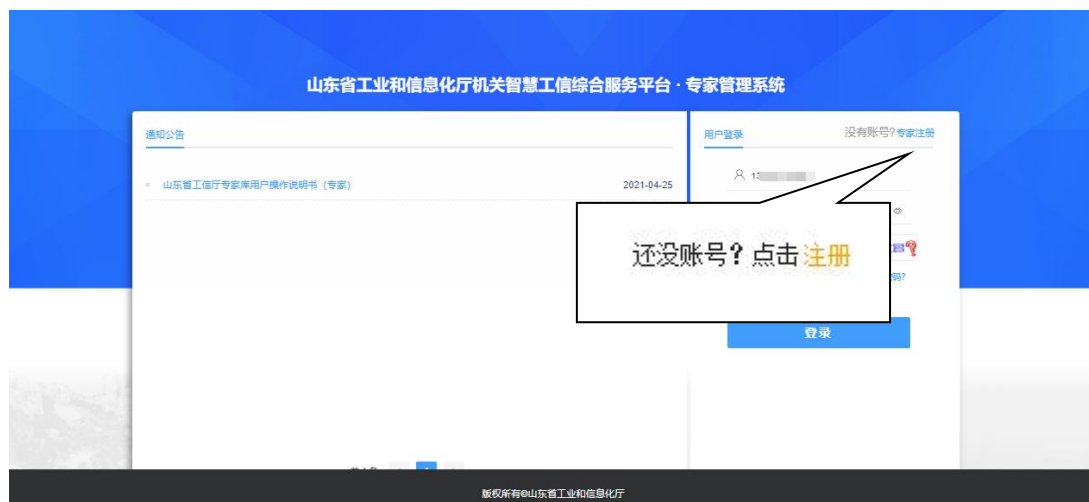 山东省工业和信息化厅机关智慧工信综合服务平台 · 专家管理系统
通知公告
山东省工信厅专家库用户操作说明书（专家） 2021-04-25
用户登录 没有账号?专家注册
13
还没账号？点击注册
码?
登录
1
版权所有©山东省工业和信息化厅